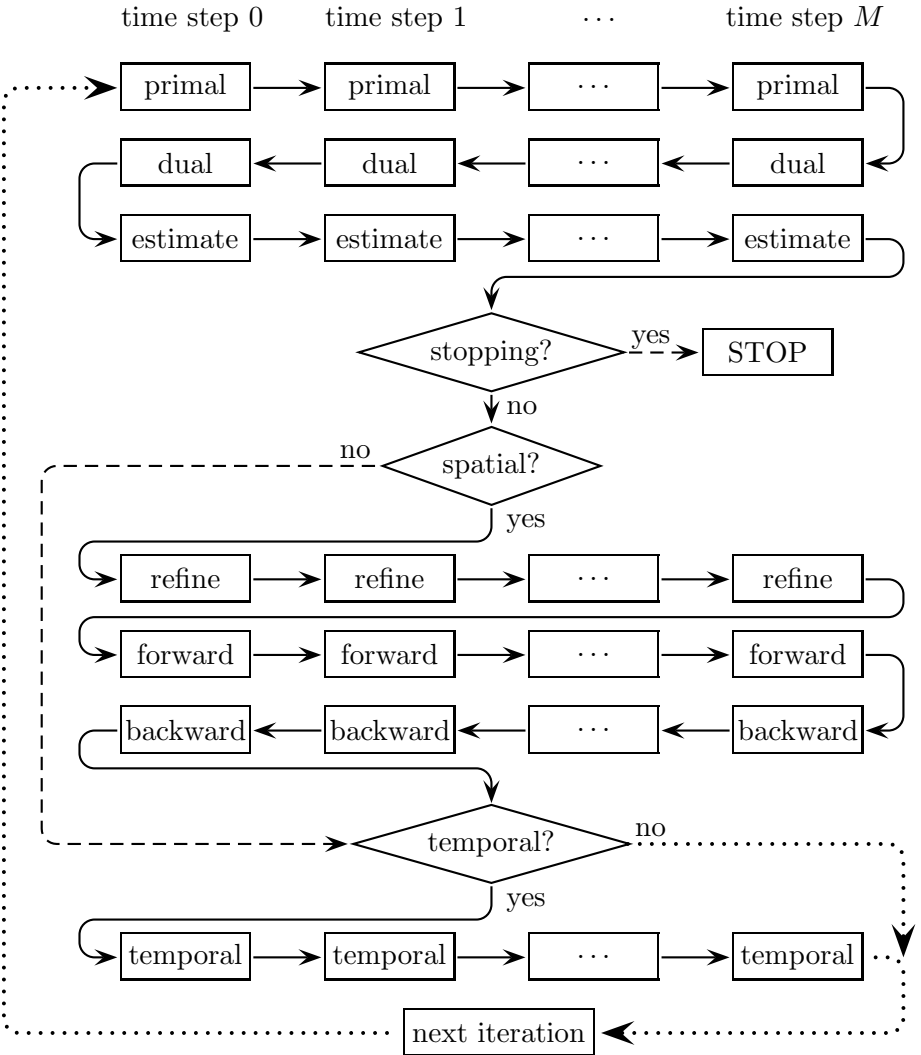 time step 0 time step 1 ··· time step M
primal primal ··· primal
dual dual ··· dual
estimate estimate ··· estimate
stopping? yes STOP
no
no spatial?
yes
refine refine ··· refine
forward forward ··· forward
backward backward ··· backward
temporal? no
yes
temporal temporal ··· temporal
next iteration